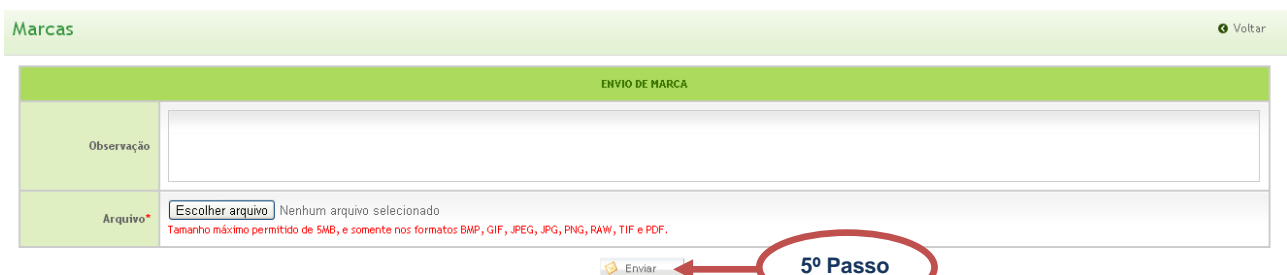 Marcas
Voltar
ENVIO DE MARCA
Observação
Arquivo*
Escolher arquivo Nenhum arquivo selecionado
Tamanho máximo permitido de 5MB, e somente nos formatos BMP, GIF, JPEG, JPG, PNG, RAW, TIF e PDF.
Enviar
5º Passo